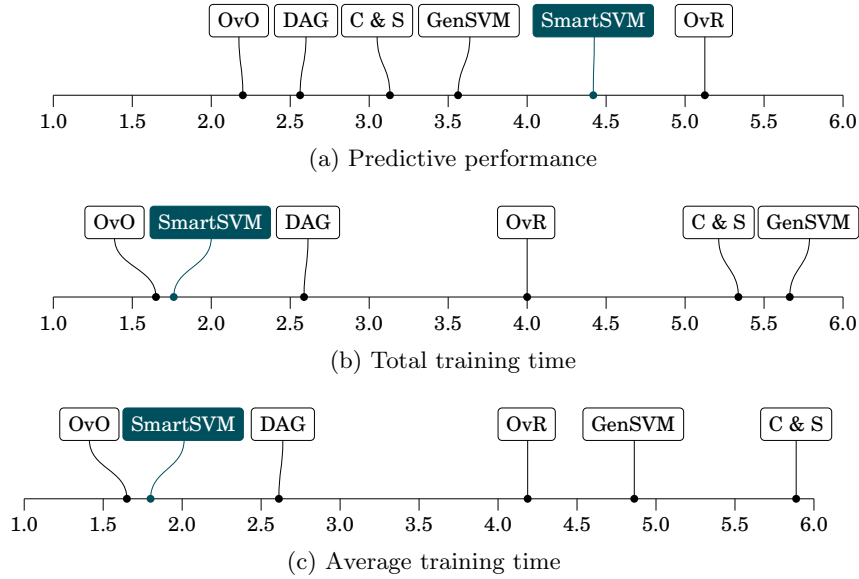 OvO DAG C & S GenSVM SmartSVM OvR
1.0 1.5 2.0 2.5 3.0 3.5 4.0 4.5 5.0 5.5 6.0
(a) Predictive performance
OvO SmartSVM DAG OvR C & S GenSVM
1.0 1.5 2.0 2.5 3.0 3.5 4.0 4.5 5.0 5.5 6.0
(b) Total training time
OvO SmartSVM DAG OvR GenSVM C & S
1.0 1.5 2.0 2.5 3.0 3.5 4.0 4.5 5.0 5.5 6.0
(c) Average training time